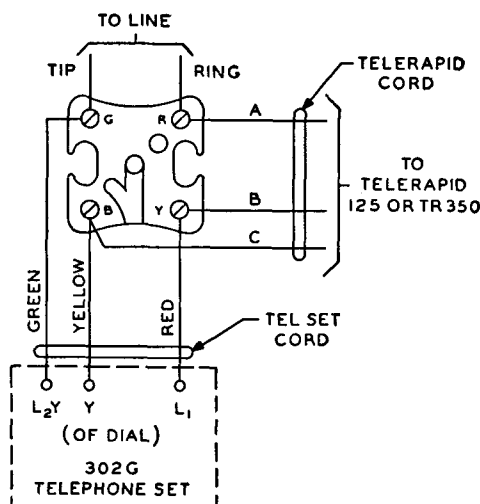 TO LINE
TIP
RING
TELERAPID
CORD
G
R
A
TO
TELERAPID
125 OR TR350
B
Y
B
C
GREEN
YELLOW
RED
TEL SET
CORD
L₂Y
Y
L₁
(OF DIAL)
302G
TELEPHONE SET